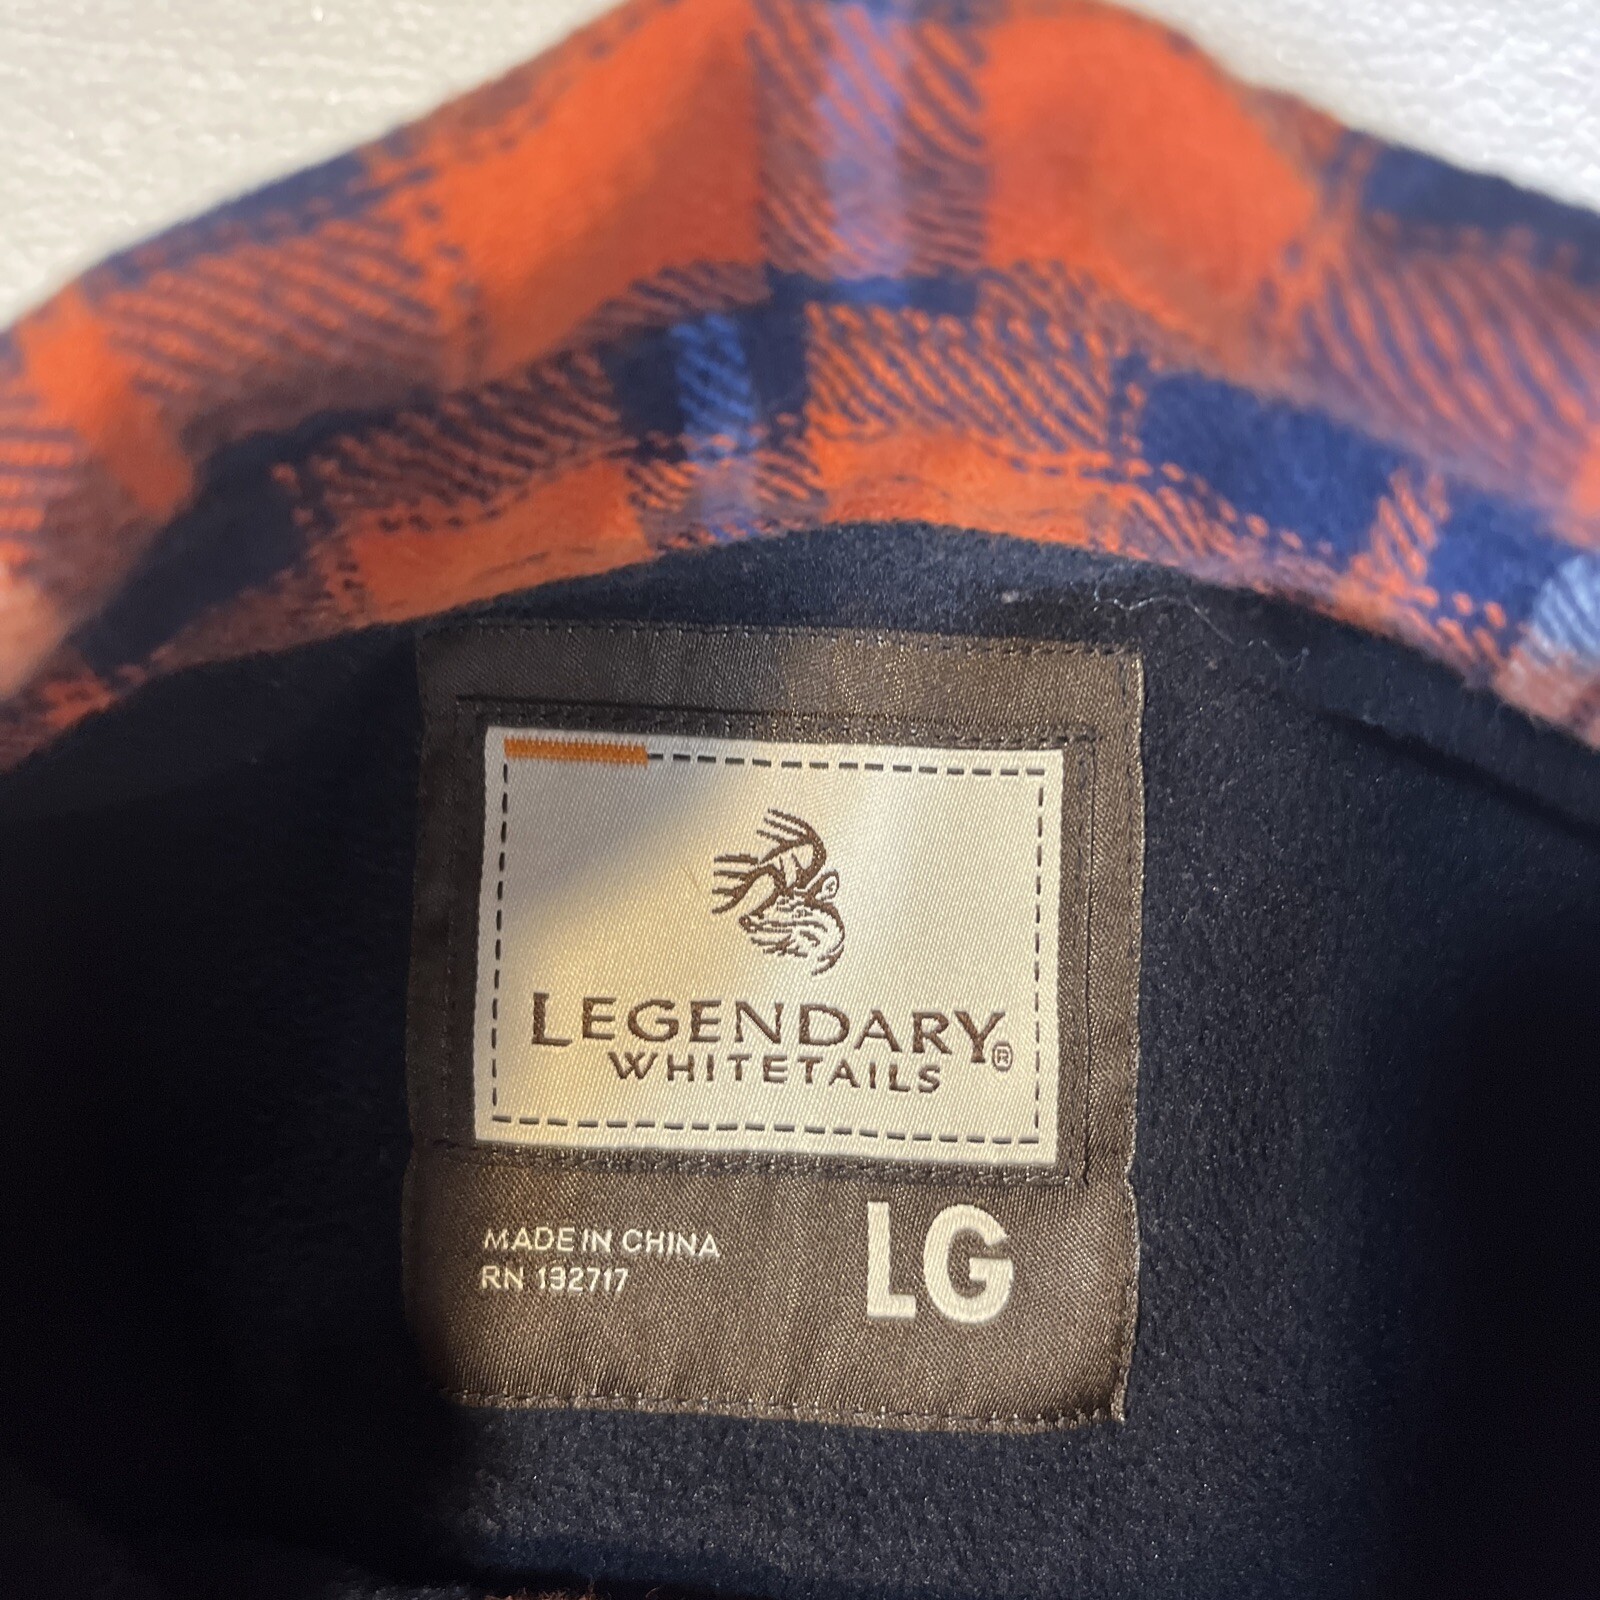 LEGENDARY®
WHITETAILS
MADE IN CHINA
RN 132717
LG